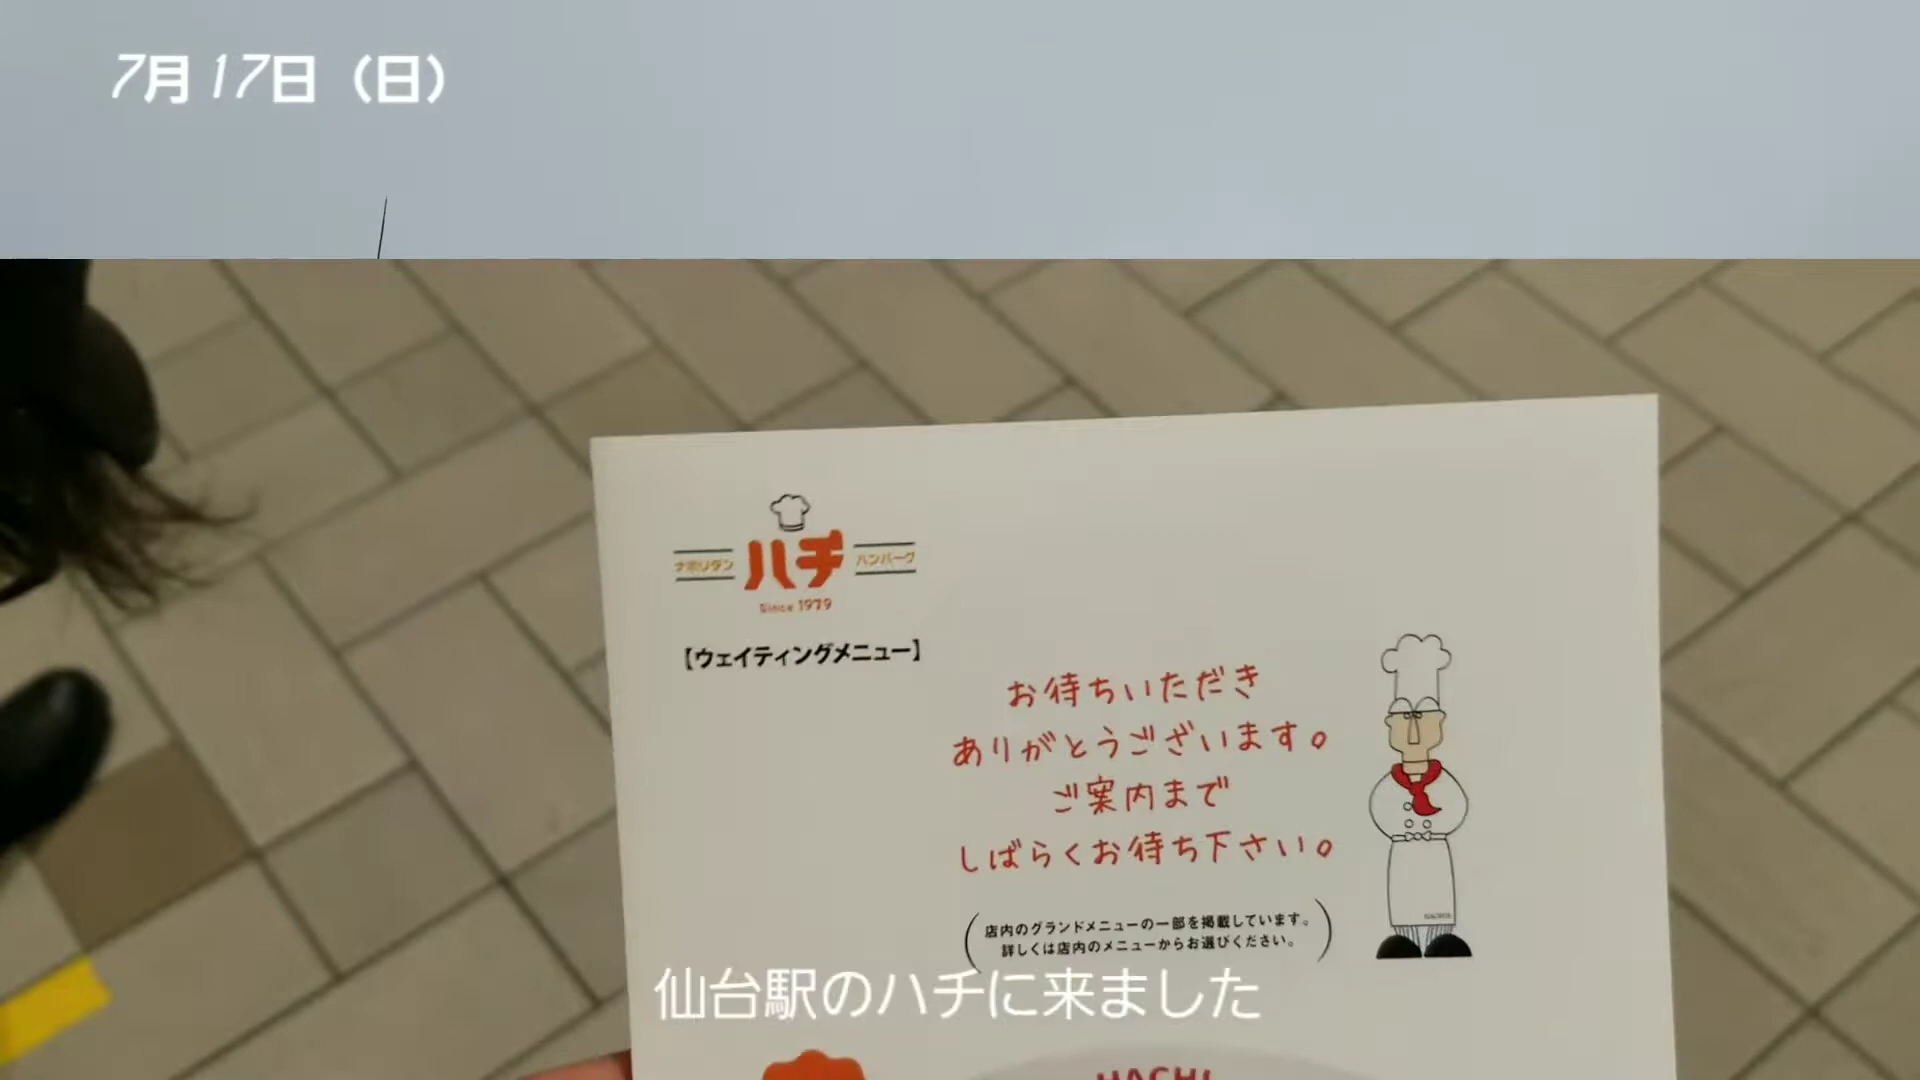 7月17日（日）
ナポリタン ハチ ハンバーグ
Since 1979
【ウェイティングメニュー】
お待ちいただき
ありがとうございます。
ご案内まで
しばらくお待ち下さい。
店内のグランドメニューの一部を掲載しています。
詳しくは店内のメニューからお選びください。
仙台駅のハチに来ました
HACHI